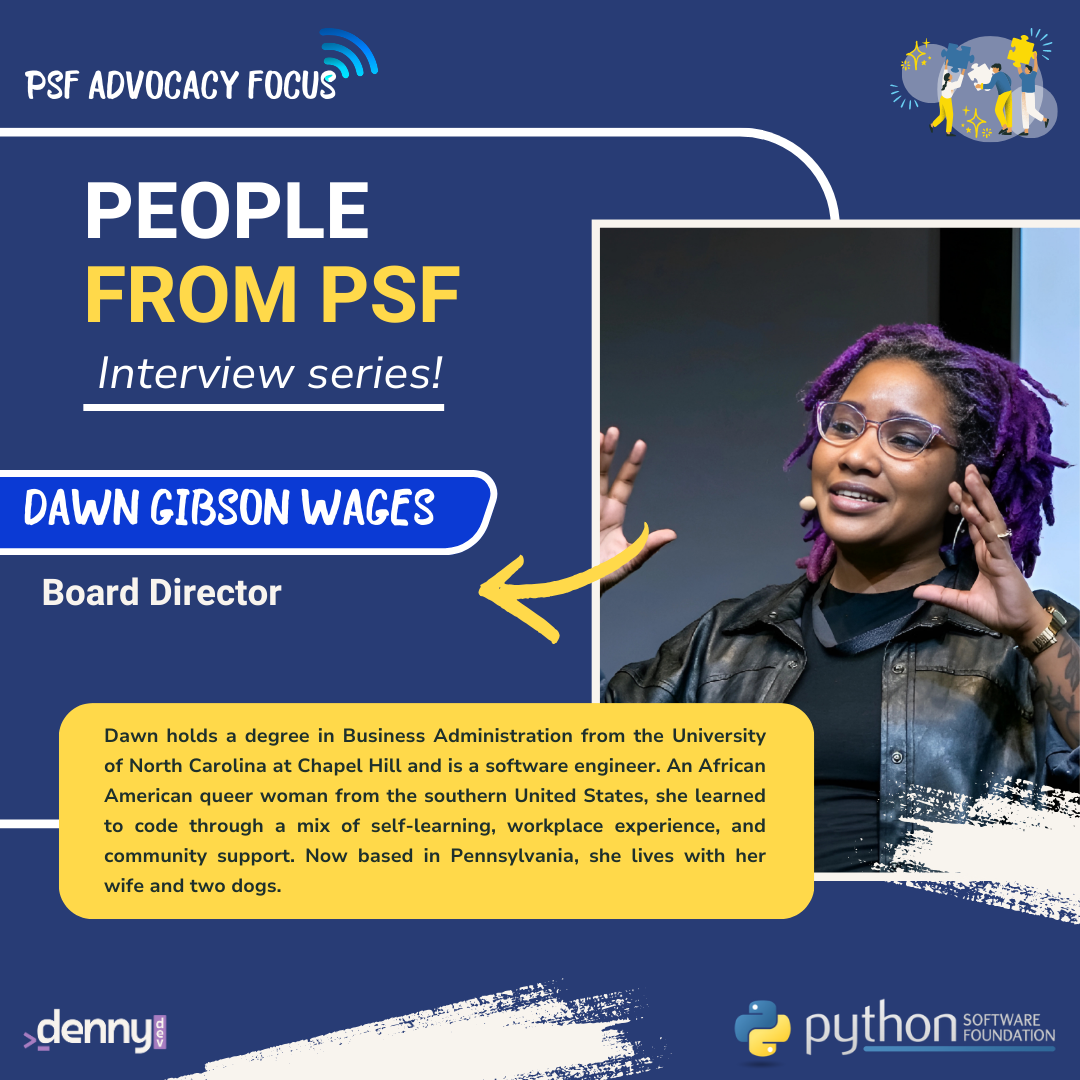 PSF ADVOCACY FOCUS
PEOPLE
FROM PSF
Interview series!
DAWN GIBSON WAGES
Board Director
Dawn holds a degree in Business Administration from the University
of North Carolina at Chapel Hill and is a software engineer. An African
American queer woman from the southern United States, she learned
to code through a mix of self-learning, workplace experience, and
community support. Now based in Pennsylvania, she lives with her
wife and two dogs.
>_denny dev
python SOFTWARE
FOUNDATION